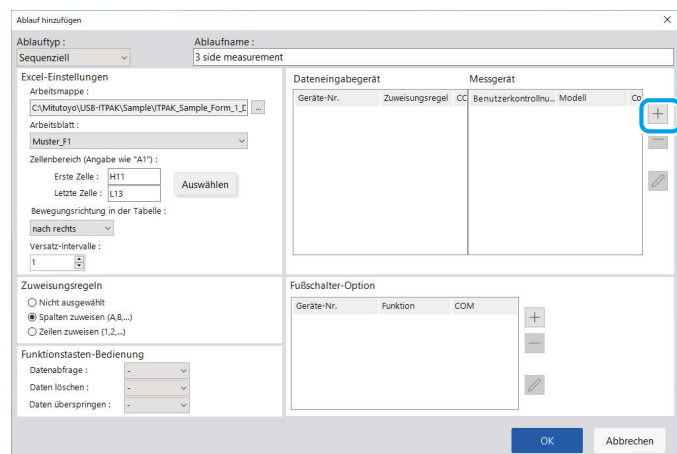 Ablauf hinzufügen
Ablauftyp :
Ablaufname :
Sequenziell
3 side measurement
Excel-Einstellungen
Arbeitsmappe :
C:\Mitutoyo\USB-ITPAK\Sample\ITPAK_Sample_Form_1_D
...
Arbeitsblatt :
Muster_F1
Zellenbereich (Angabe wie "A1") :
Erste Zelle : H11
Letzte Zelle : L13
Auswählen
Bewegungsrichtung in der Tabelle :
nach rechts
Versatz-Intervalle :
1
Dateneingabegerät
Messgerät
Geräte-Nr. Zuweisungsregel CC Benutzerkontrollnu... Modell Co
Zuweisungsregeln
Nicht ausgewählt
Spalten zuweisen (A,B,...)
Zeilen zuweisen (1,2,...)
Funktionstasten-Bedienung
Datenabfrage : -
Daten löschen : -
Daten überspringen : -
Fußschalter-Option
Geräte-Nr. Funktion COM
OK
Abbrechen